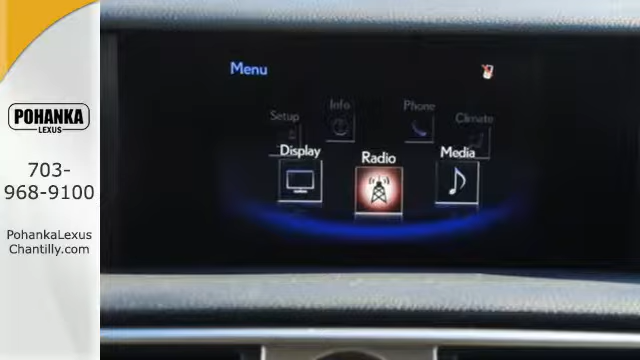 POHANKA
LEXUS
703-
968-9100
PohankaLexus
Chantilly.com
Menu
Info
Phone
Setup
Climate
Display
Radio
Media